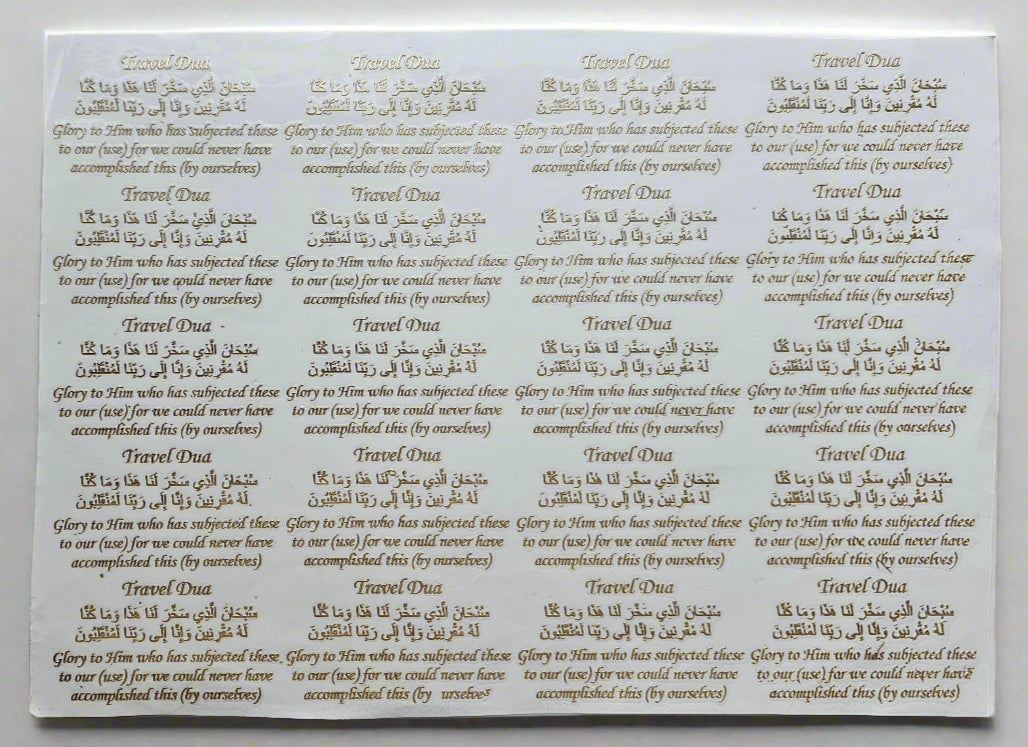 Travel Dua
سُبْحَانَ الَّذِي سَخَّرَ لَنَا هَذَا وَمَا كُنَّا
لَهُ مُقْرِنِينَ وَإِنَّا إِلَى رَبِّنَا لَمُنْقَلِبُونَ
Glory to Him who has subjected these
to our (use) for we could never have
accomplished this (by ourselves)
Travel Dua
سُبْحَانَ الَّذِي سَخَّرَ لَنَا هَذَا وَمَا كُنَّا
لَهُ مُقْرِنِينَ وَإِنَّا إِلَى رَبِّنَا لَمُنْقَلِبُونَ
Glory to Him who has subjected these
to our (use) for we could never have
accomplished this (by ourselves)
Travel Dua
سُبْحَانَ الَّذِي سَخَّرَ لَنَا هَذَا وَمَا كُنَّا
لَهُ مُقْرِنِينَ وَإِنَّا إِلَى رَبِّنَا لَمُنْقَلِبُونَ
Glory to Him who has subjected these
to our (use) for we could never have
accomplished this (by ourselves)
Travel Dua
سُبْحَانَ الَّذِي سَخَّرَ لَنَا هَذَا وَمَا كُنَّا
لَهُ مُقْرِنِينَ وَإِنَّا إِلَى رَبِّنَا لَمُنْقَلِبُونَ
Glory to Him who has subjected these
to our (use) for we could never have
accomplished this (by ourselves)
Travel Dua
سُبْحَانَ الَّذِي سَخَّرَ لَنَا هَذَا وَمَا كُنَّا
لَهُ مُقْرِنِينَ وَإِنَّا إِلَى رَبِّنَا لَمُنْقَلِبُونَ
Glory to Him who has subjected these
to our (use) for we could never have
accomplished this (by ourselves)
Travel Dua
سُبْحَانَ الَّذِي سَخَّرَ لَنَا هَذَا وَمَا كُنَّا
لَهُ مُقْرِنِينَ وَإِنَّا إِلَى رَبِّنَا لَمُنْقَلِبُونَ
Glory to Him who has subjected these
to our (use) for we could never have
accomplished this (by ourselves)
Travel Dua
سُبْحَانَ الَّذِي سَخَّرَ لَنَا هَذَا وَمَا كُنَّا
لَهُ مُقْرِنِينَ وَإِنَّا إِلَى رَبِّنَا لَمُنْقَلِبُونَ
Glory to Him who has subjected these
to our (use) for we could never have
accomplished this (by ourselves)
Travel Dua
سُبْحَانَ الَّذِي سَخَّرَ لَنَا هَذَا وَمَا كُنَّا
لَهُ مُقْرِنِينَ وَإِنَّا إِلَى رَبِّنَا لَمُنْقَلِبُونَ
Glory to Him who has subjected these
to our (use) for we could never have
accomplished this (by ourselves)
Travel Dua
سُبْحَانَ الَّذِي سَخَّرَ لَنَا هَذَا وَمَا كُنَّا
لَهُ مُقْرِنِينَ وَإِنَّا إِلَى رَبِّنَا لَمُنْقَلِبُونَ
Glory to Him who has subjected these
to our (use) for we could never have
accomplished this (by ourselves)
Travel Dua
سُبْحَانَ الَّذِي سَخَّرَ لَنَا هَذَا وَمَا كُنَّا
لَهُ مُقْرِنِينَ وَإِنَّا إِلَى رَبِّنَا لَمُنْقَلِبُونَ
Glory to Him who has subjected these
to our (use) for we could never have
accomplished this (by ourselves)
Travel Dua
سُبْحَانَ الَّذِي سَخَّرَ لَنَا هَذَا وَمَا كُنَّا
لَهُ مُقْرِنِينَ وَإِنَّا إِلَى رَبِّنَا لَمُنْقَلِبُونَ
Glory to Him who has subjected these
to our (use) for we could never have
accomplished this (by ourselves)
Travel Dua
سُبْحَانَ الَّذِي سَخَّرَ لَنَا هَذَا وَمَا كُنَّا
لَهُ مُقْرِنِينَ وَإِنَّا إِلَى رَبِّنَا لَمُنْقَلِبُونَ
Glory to Him who has subjected these
to our (use) for we could never have
accomplished this (by ourselves)
Travel Dua
سُبْحَانَ الَّذِي سَخَّرَ لَنَا هَذَا وَمَا كُنَّا
لَهُ مُقْرِنِينَ وَإِنَّا إِلَى رَبِّنَا لَمُنْقَلِبُونَ
Glory to Him who has subjected these
to our (use) for we could never have
accomplished this (by ourselves)
Travel Dua
سُبْحَانَ الَّذِي سَخَّرَ لَنَا هَذَا وَمَا كُنَّا
لَهُ مُقْرِنِينَ وَإِنَّا إِلَى رَبِّنَا لَمُنْقَلِبُونَ
Glory to Him who has subjected these
to our (use) for we could never have
accomplished this (by ourselves)
Travel Dua
سُبْحَانَ الَّذِي سَخَّرَ لَنَا هَذَا وَمَا كُنَّا
لَهُ مُقْرِنِينَ وَإِنَّا إِلَى رَبِّنَا لَمُنْقَلِبُونَ
Glory to Him who has subjected these
to our (use) for we could never have
accomplished this (by ourselves)
Travel Dua
سُبْحَانَ الَّذِي سَخَّرَ لَنَا هَذَا وَمَا كُنَّا
لَهُ مُقْرِنِينَ وَإِنَّا إِلَى رَبِّنَا لَمُنْقَلِبُونَ
Glory to Him who has subjected these
to our (use) for we could never have
accomplished this (by ourselves)
Travel Dua
سُبْحَانَ الَّذِي سَخَّرَ لَنَا هَذَا وَمَا كُنَّا
لَهُ مُقْرِنِينَ وَإِنَّا إِلَى رَبِّنَا لَمُنْقَلِبُونَ
Glory to Him who has subjected these
to our (use) for we could never have
accomplished this (by ourselves)
Travel Dua
سُبْحَانَ الَّذِي سَخَّرَ لَنَا هَذَا وَمَا كُنَّا
لَهُ مُقْرِنِينَ وَإِنَّا إِلَى رَبِّنَا لَمُنْقَلِبُونَ
Glory to Him who has subjected these
to our (use) for we could never have
accomplished this (by urselves
Travel Dua
سُبْحَانَ الَّذِي سَخَّرَ لَنَا هَذَا وَمَا كُنَّا
لَهُ مُقْرِنِينَ وَإِنَّا إِلَى رَبِّنَا لَمُنْقَلِبُونَ
Glory to Him who has subjected these
to our (use) for we could never have
accomplished this (by ourselves)
Travel Dua
سُبْحَانَ الَّذِي سَخَّرَ لَنَا هَذَا وَمَا كُنَّا
لَهُ مُقْرِنِينَ وَإِنَّا إِلَى رَبِّنَا لَمُنْقَلِبُونَ
Glory to Him who has subjected these
to our (use) for we could never have
accomplished this (by ourselves)